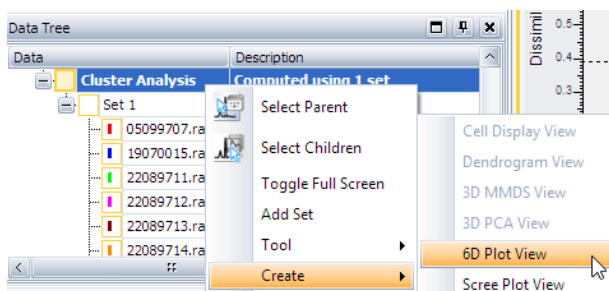 Data Tree
Data Description
Cluster Analysis Computed using 1 set
Set 1
05099707.ra
19070015.ra
22089711.ra
22089712.ra
22089713.ra
22089714.ra
Select Parent
Select Children
Toggle Full Screen
Add Set
Tool
Create
Cell Display View
Dendrogram View
3D MMDS View
3D PCA View
6D Plot View
Scree Plot View
Dissimil
0.5
0.4
0.3